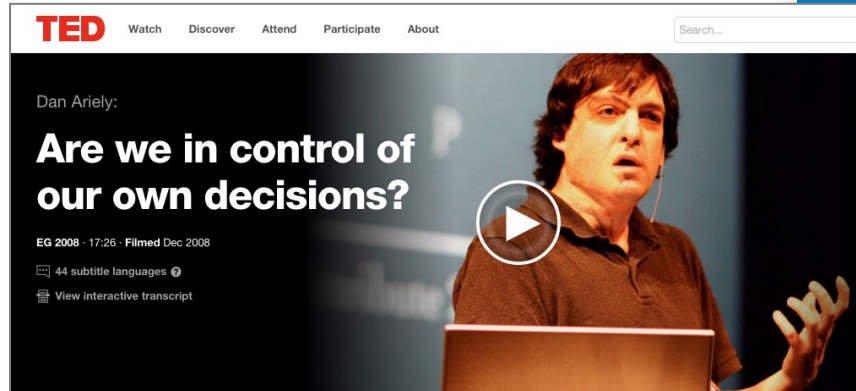 TED Watch Discover Attend Participate About Search...
Dan Ariely:
Are we in control of
our own decisions?
EG 2008 · 17:26 · Filmed Dec 2008
44 subtitle languages ?
View interactive transcript